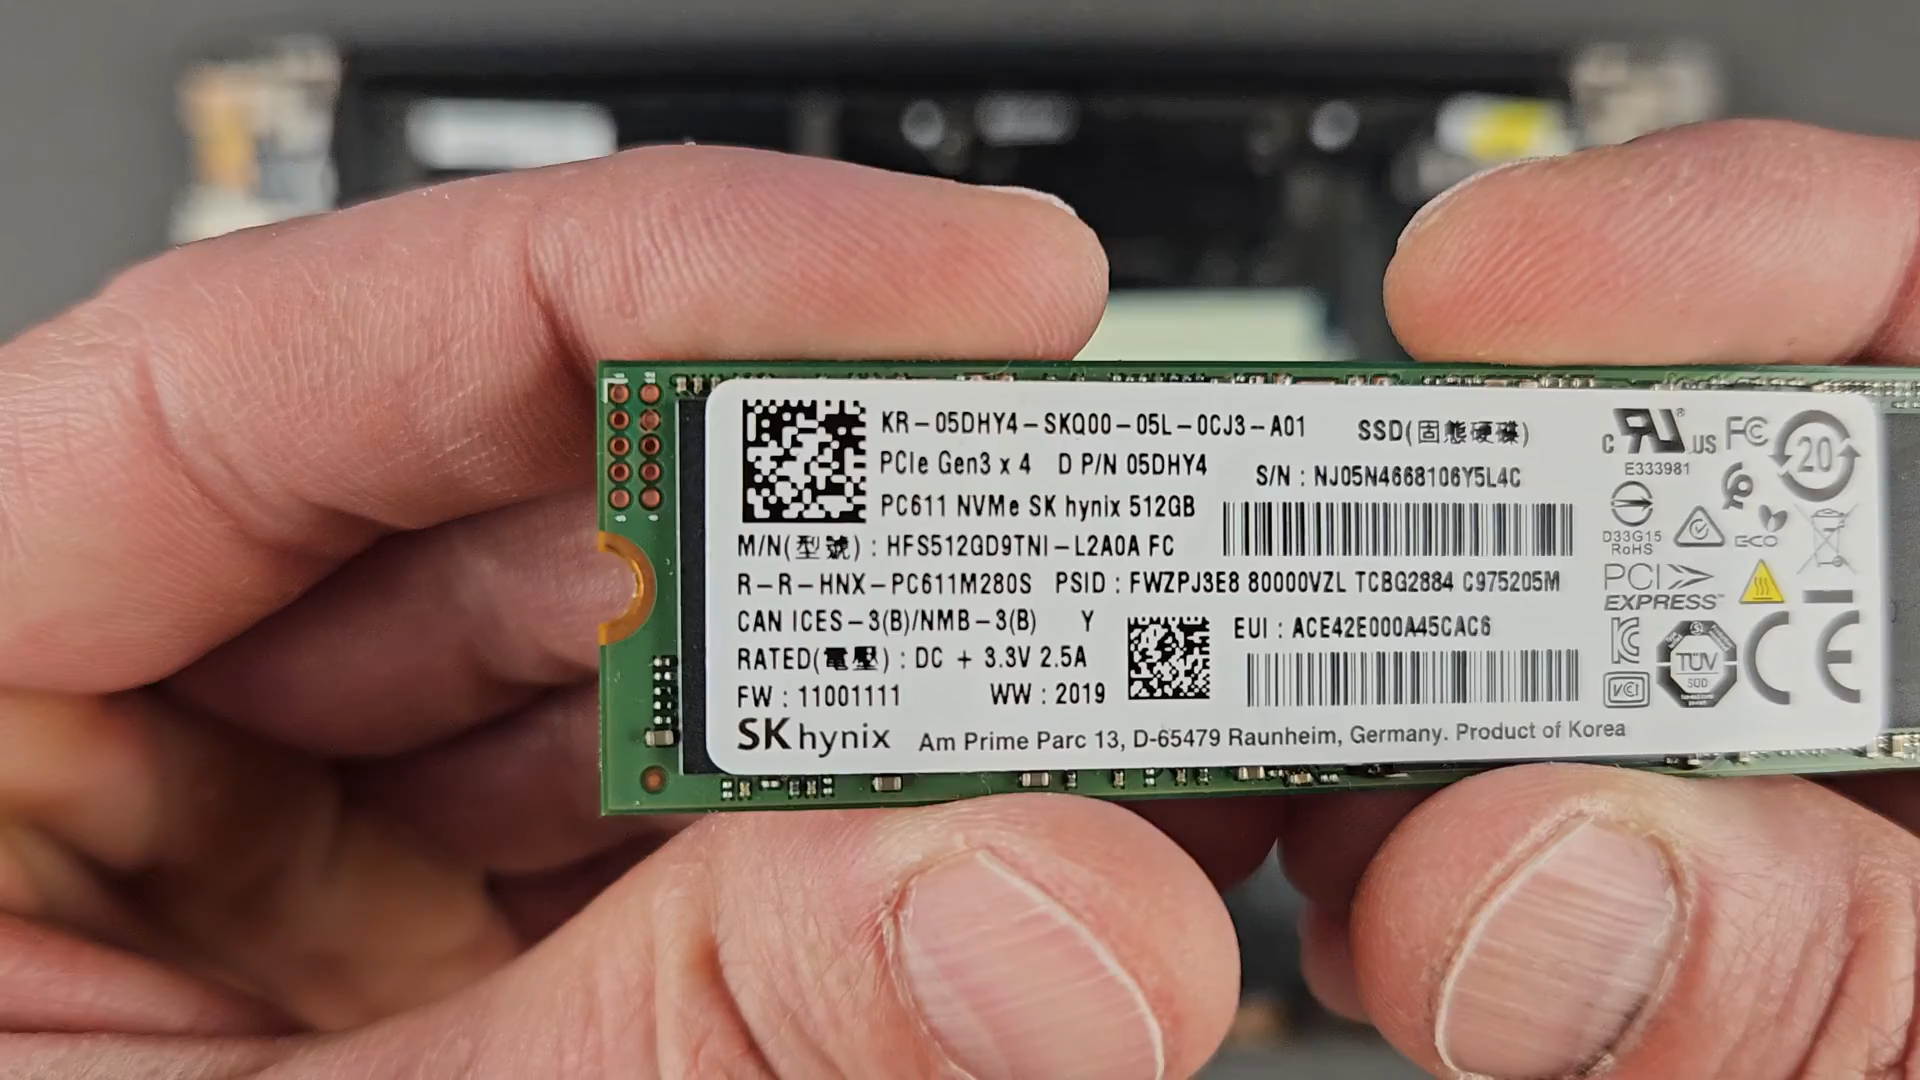 KR-05DHY4-SKQ00-05L-0CJ3-A01
PCIe Gen3 x 4 D P/N 05DHY4
PC611 NVMe SK hynix 512GB
SSD(固態硬碟)
S/N : NJ05N4668106Y5L4C
M/N(型號) : HFS512GD9TNI-L2A0A FC
R-R-HNX-PC611M280S PSID : FWZPJ3E8 80000VZL TCBG2884 C975205M
CAN ICES-3(B)/NMB-3(B) Y
EUI : ACE42E000A45CAC6
RATED(電壓) : DC + 3.3V 2.5A
FW : 11001111 WW : 2019
SK hynix Am Prime Parc 13, D-65479 Raunheim, Germany. Product of Korea
C RU ® US FC 20
E333981
D33G15
RoHS
ECO
PCI
EXPRESS
TÜV
SÜD
VCI
CE